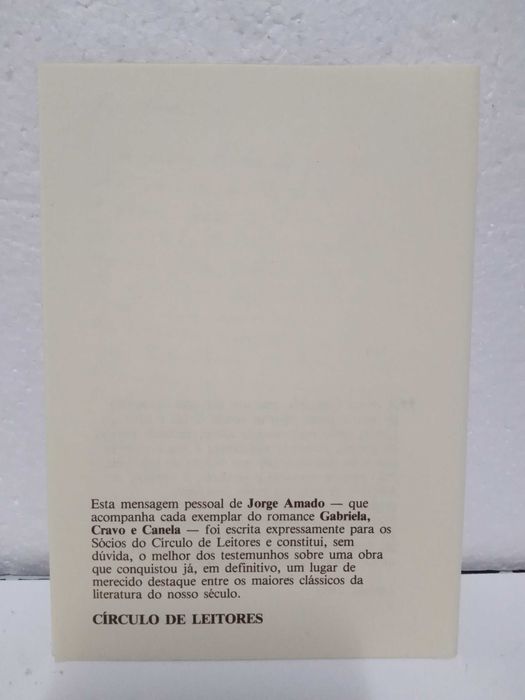 Esta mensagem pessoal de Jorge Amado — que
acompanha cada exemplar do romance Gabriela,
Cravo e Canela — foi escrita expressamente para os
Sócios do Círculo de Leitores e constitui, sem
dúvida, o melhor dos testemunhos sobre uma obra
que conquistou já, em definitivo, um lugar de
merecido destaque entre os maiores clássicos da
literatura do nosso século.
CÍRCULO DE LEITORES